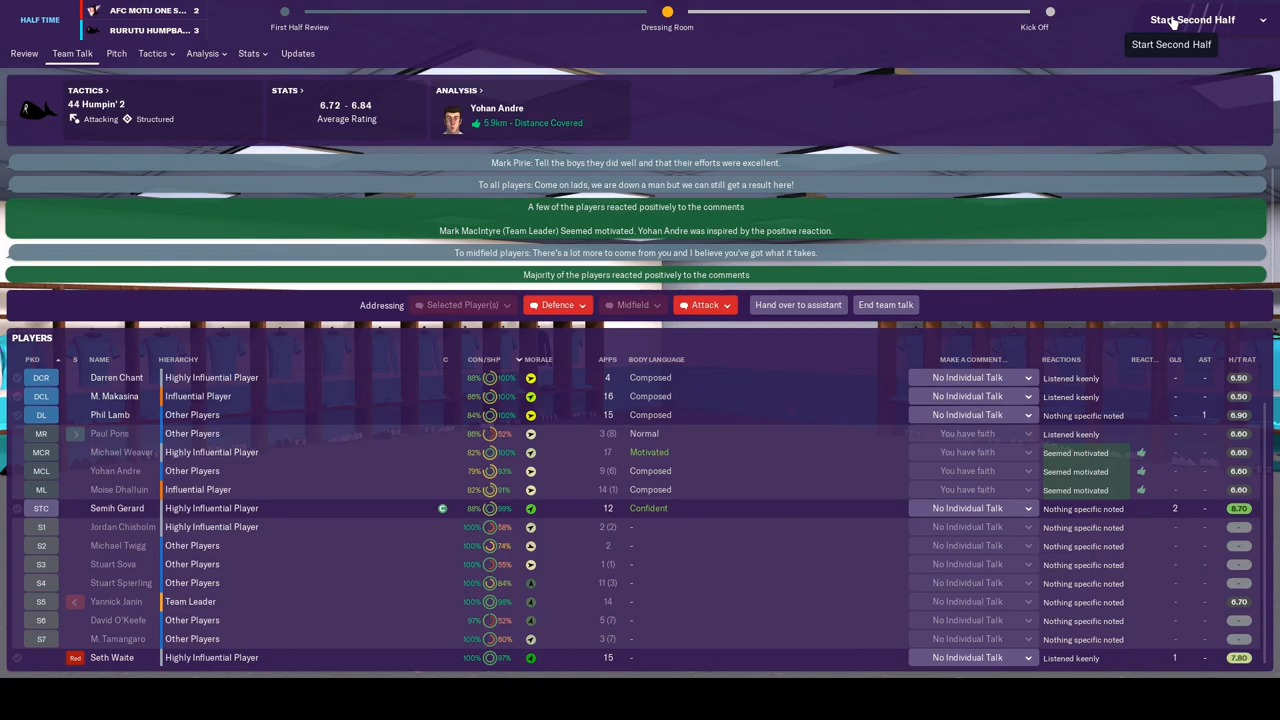 HALF TIME
AFC MOTU ONE S... 2
RURUTU HUMPBA... 3
First Half Review
Dressing Room
Kick Off
Start Second Half
Start Second Half
Review Team Talk Pitch Tactics Analysis Stats Updates
TACTICS
44 Humpin' 2
Attacking Structured
STATS
6.72 - 6.84
Average Rating
ANALYSIS
Yohan Andre
5.9km - Distance Covered
Mark Pirie: Tell the boys they did well and that their efforts were excellent.
To all players: Come on lads, we are down a man but we can still get a result here!
A few of the players reacted positively to the comments
Mark MacIntyre (Team Leader) Seemed motivated. Yohan Andre was inspired by the positive reaction.
To midfield players: There's a lot more to come from you and I believe you've got what it takes.
Majority of the players reacted positively to the comments
Addressing Selected Player(s) Defence Midfield Attack Hand over to assistant End team talk
PLAYERS
PKD S NAME HIERARCHY C CON/SHP MORALE APPS BODY LANGUAGE MAKE A COMMENT... REACTIONS REACT... GLS AST H/T RAT
DCR Darren Chant Highly Influential Player 88% 100% 4 Composed No Individual Talk Listened keenly - - 6.50
DCL M. Makasina Influential Player 86% 100% 16 Composed No Individual Talk Listened keenly - - 6.50
DL Phil Lamb Other Players 84% 100% 15 Composed No Individual Talk Nothing specific noted - 1 6.90
MR Paul Pons Other Players 86% 52% 3 (8) Normal You have faith Listened keenly - - 6.60
MCR Michael Weaver Highly Influential Player 82% 100% 17 Motivated You have faith Seemed motivated - - 6.60
MCL Yohan Andre Other Players 79% 93% 9 (6) Composed You have faith Seemed motivated - - 6.60
ML Moise Dhalluin Influential Player 82% 91% 14 (1) Composed You have faith Seemed motivated - - 6.60
STC Semih Gerard Highly Influential Player C 88% 99% 12 Confident No Individual Talk Nothing specific noted 2 - 8.70
S1 Jordan Chisholm Highly Influential Player 100% 58% 2 (2) - No Individual Talk Nothing specific noted - - -
S2 Michael Twigg Other Players 100% 74% 2 - No Individual Talk Nothing specific noted - - -
S3 Stuart Sova Other Players 100% 55% 1 (1) - No Individual Talk Nothing specific noted - - -
S4 Stuart Spierling Other Players 100% 84% 11 (3) - No Individual Talk Nothing specific noted - - -
S5 Yannick Janin Team Leader 100% 98% 14 - No Individual Talk Nothing specific noted - - 6.70
S6 David O'Keefe Other Players 97% 52% 5 (7) - No Individual Talk Nothing specific noted - - -
S7 M. Tamangaro Other Players 100% 60% 3 (7) - No Individual Talk Nothing specific noted - - -
Red Seth Waite Highly Influential Player 100% 97% 15 - No Individual Talk Listened keenly 1 - 7.80